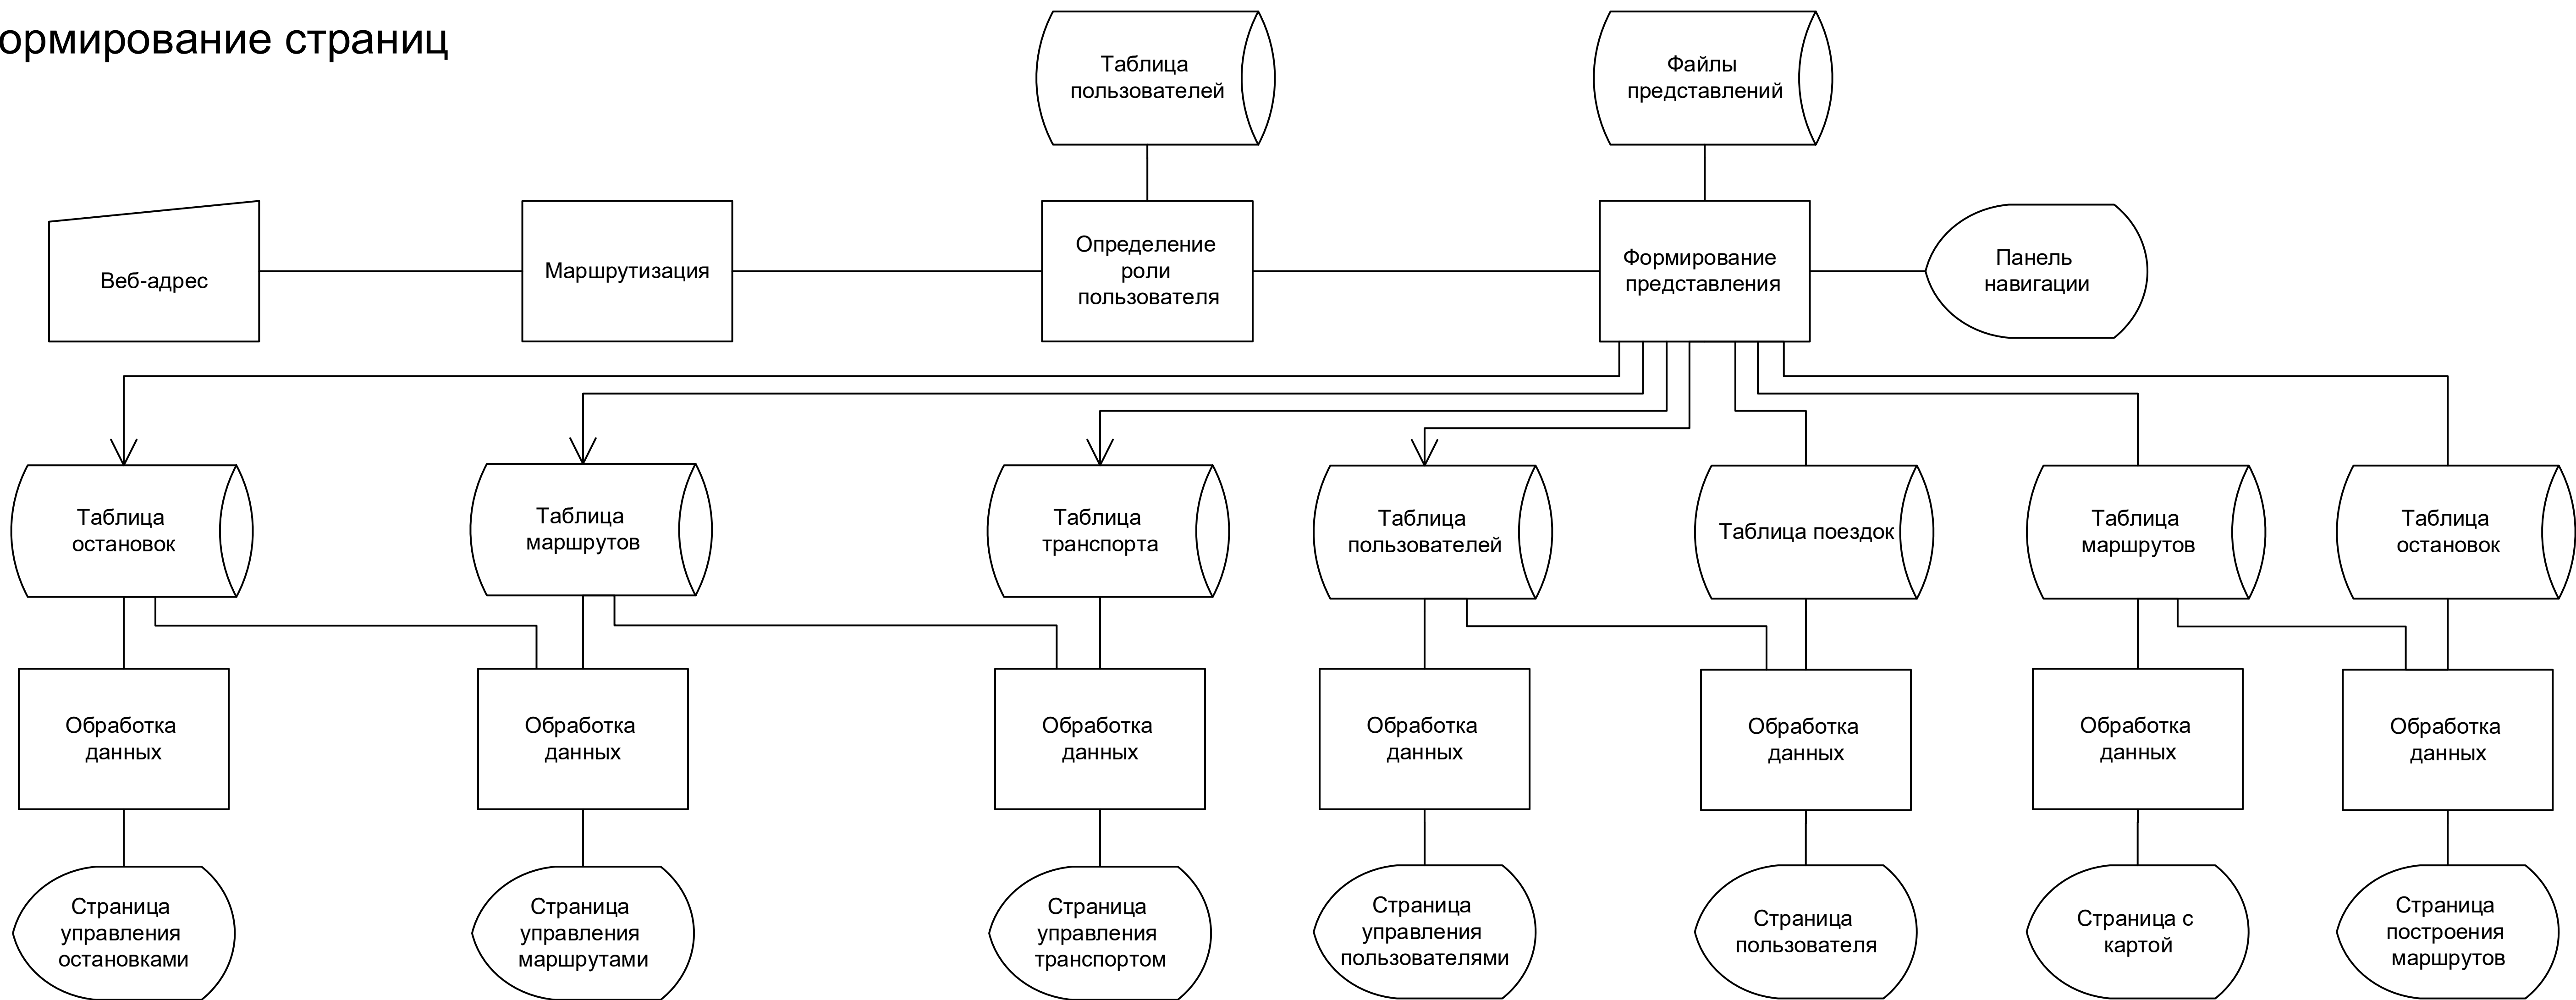 ормирование страниц
Таблица
пользователей
Файлы
представлений
Веб-адрес
Маршрутизация
Определение
роли
пользователя
Формирование
представления
Панель
навигации
Таблица
остановок
Таблица
маршрутов
Таблица
транспорта
Таблица
пользователей
Таблица поездок
Таблица
маршрутов
Таблица
остановок
Обработка
данных
Обработка
данных
Обработка
данных
Обработка
данных
Обработка
данных
Обработка
данных
Обработка
данных
Страница
управления
остановками
Страница
управления
маршрутами
Страница
управления
транспортом
Страница
управления
пользователями
Страница
пользователя
Страница с
картой
Страница
построения
маршрутов